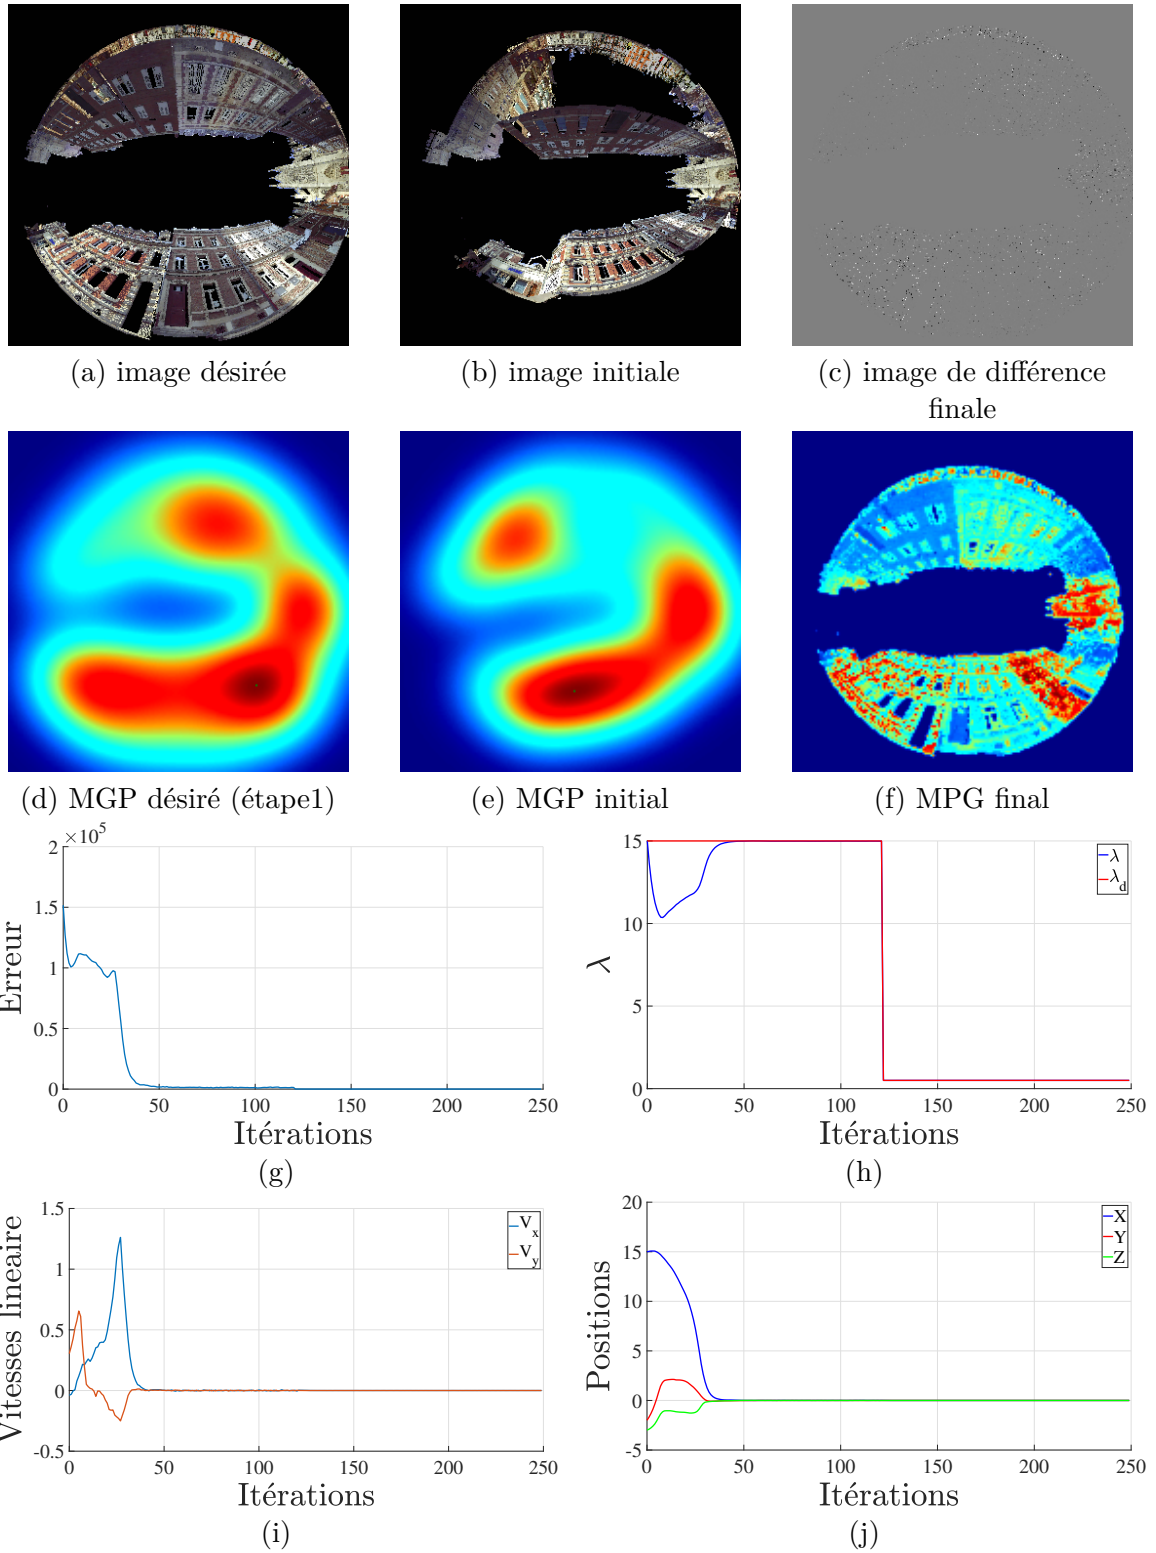 (a) image désirée
(b) image initiale
(c) image de différence
finale
(d) MGP désiré (étape1)
(e) MGP initial
(f) MPG final
×10^5
2
1.5
1
0.5
0
0 50 100 150 200 250
Erreur
Itérations
(g)
15
10
5
0
0 50 100 150 200 250
λ
λ_d
λ
Itérations
(h)
1.5
1
0.5
0
-0.5
0 50 100 150 200 250
V_x
V_y
Vitesses lineaire
Itérations
(i)
20
15
10
5
0
-5
0 50 100 150 200 250
X
Y
Z
Positions
Itérations
(j)